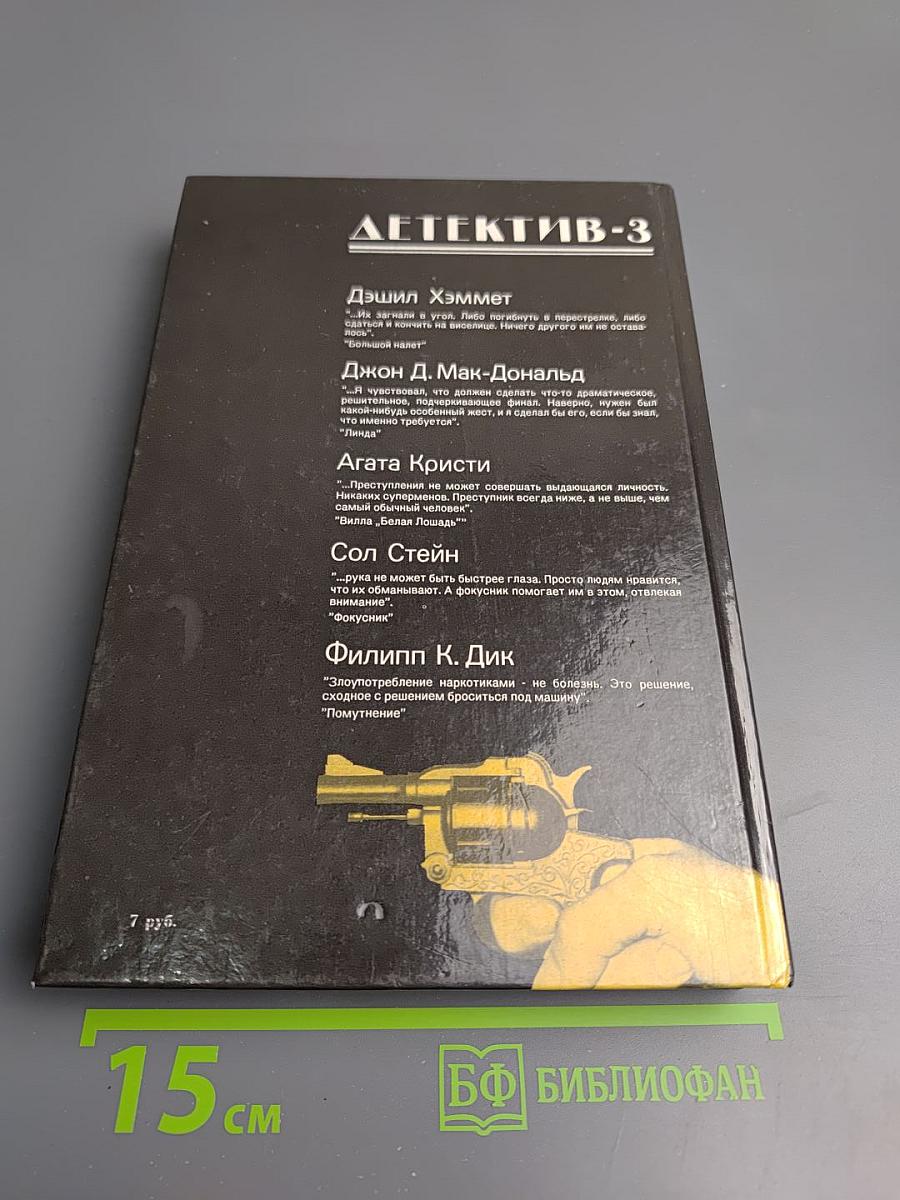 ДЕТЕКТИВ-3
Дэшил Хэммет
"...Их загнали в угол. Либо погибнуть в перестрелке, либо
сдаться и кончить на виселице. Ничего другого им не остава-
лось".
"Большой налет"
Джон Д. Мак-Дональд
"...Я чувствовал, что должен сделать что-то драматическое,
решительное, подчеркивающее финал. Наверно, нужен был
какой-нибудь особенный жест, и я сделал бы его, если бы знал,
что именно требуется".
"Линда"
Агата Кристи
"...Преступления не может совершать выдающаяся личность.
Никаких суперменов. Преступник всегда ниже, а не выше, чем
самый обычный человек".
"Вилла „Белая Лошадь""
Сол Стейн
"...рука не может быть быстрее глаза. Просто людям нравится,
что их обманывают. А фокусник помогает им в этом, отвлекая
внимание".
"Фокусник"
Филипп К. Дик
"Злоупотребление наркотиками - не болезнь. Это решение,
сходное с решением броситься под машину".
"Помутнение"
7 руб.
15 см
БФ БИБЛИОФАН